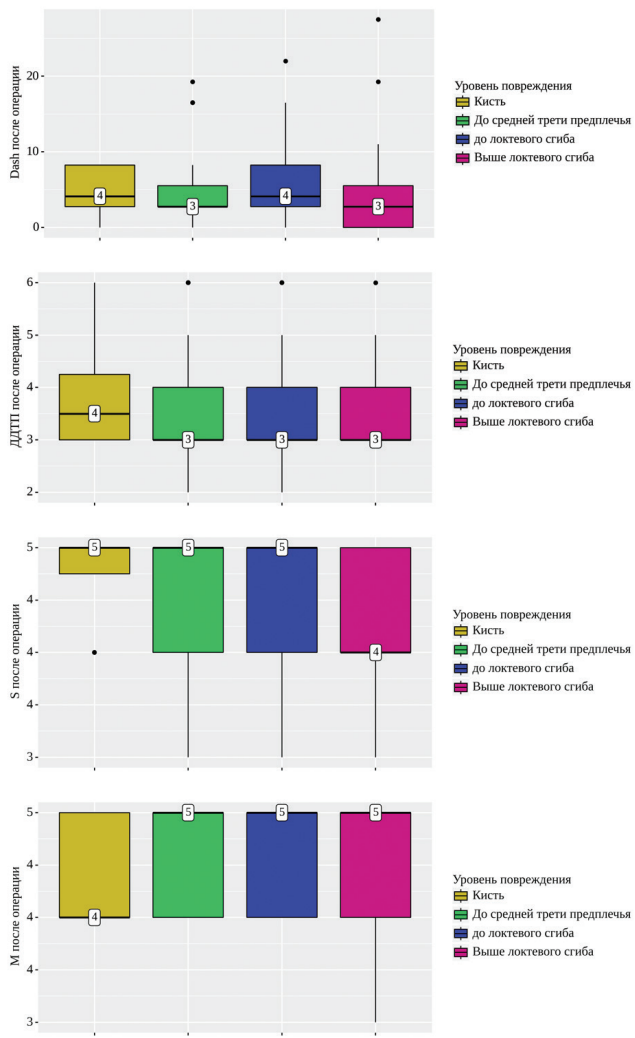 Dash после операции
20
10
0
4
3
4
3
Уровень повреждения
Кисть
До средней трети предплечья
до локтевого сгиба
Выше локтевого сгиба
ДДТП после операции
6
5
4
3
2
4
3
3
3
Уровень повреждения
Кисть
До средней трети предплечья
до локтевого сгиба
Выше локтевого сгиба
S после операции
5
4
4
4
3
5
5
5
4
Уровень повреждения
Кисть
До средней трети предплечья
до локтевого сгиба
Выше локтевого сгиба
М после операции
5
4
4
4
3
4
5
5
5
Уровень повреждения
Кисть
До средней трети предплечья
до локтевого сгиба
Выше локтевого сгиба